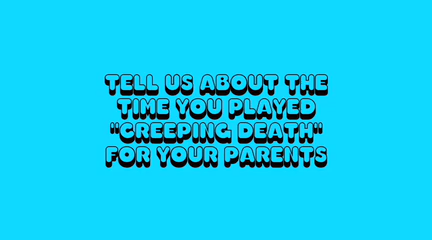 TELL US ABOUT THE
TIME YOU PLAYED
"CREEPING DEATH"
FOR YOUR PARENTS